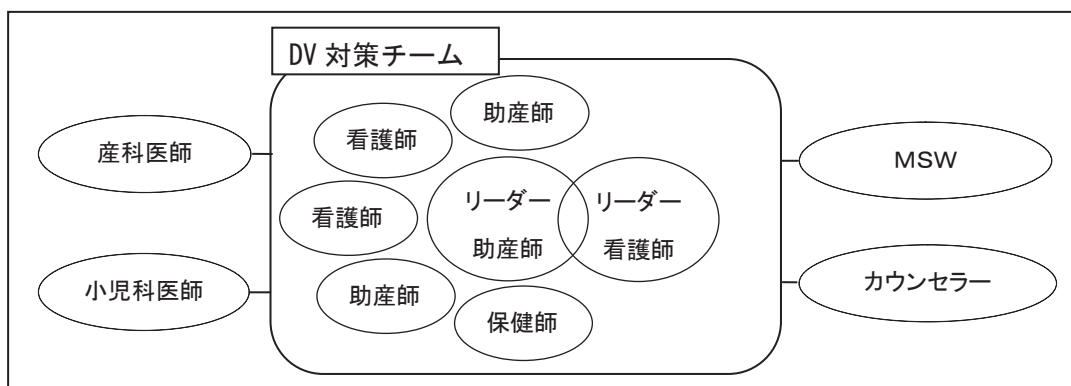 DV 対策チーム
助産師
看護師
産科医師
リーダー
助産師
リーダー
看護師
MSW
看護師
小児科医師
助産師
保健師
カウンセラー